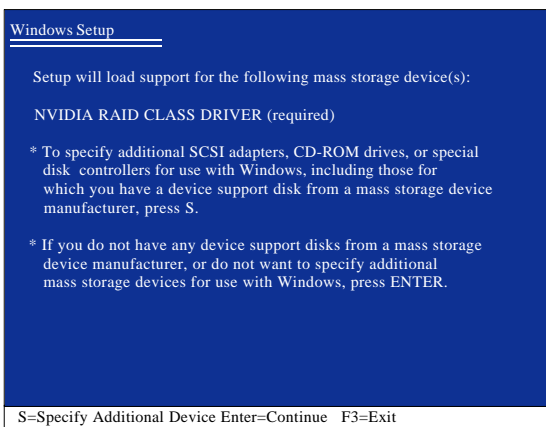 Windows Setup
Setup will load support for the following mass storage device(s):
NVIDIA RAID CLASS DRIVER (required)
* To specify additional SCSI adapters, CD-ROM drives, or special
disk controllers for use with Windows, including those for
which you have a device support disk from a mass storage device
manufacturer, press S.
* If you do not have any device support disks from a mass storage
device manufacturer, or do not want to specify additional
mass storage devices for use with Windows, press ENTER.
S=Specify Additional Device Enter=Continue F3=Exit